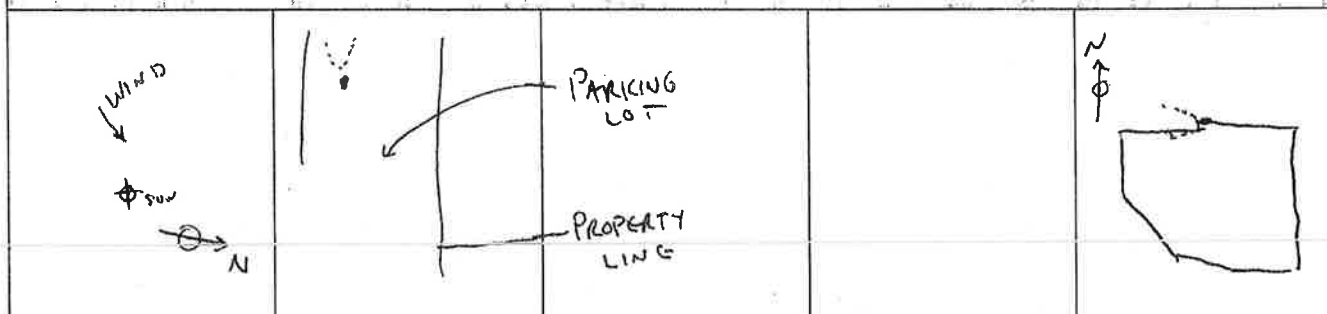 WIND
SUN
N
PARKING
LOT
PROPERTY
LINE
N